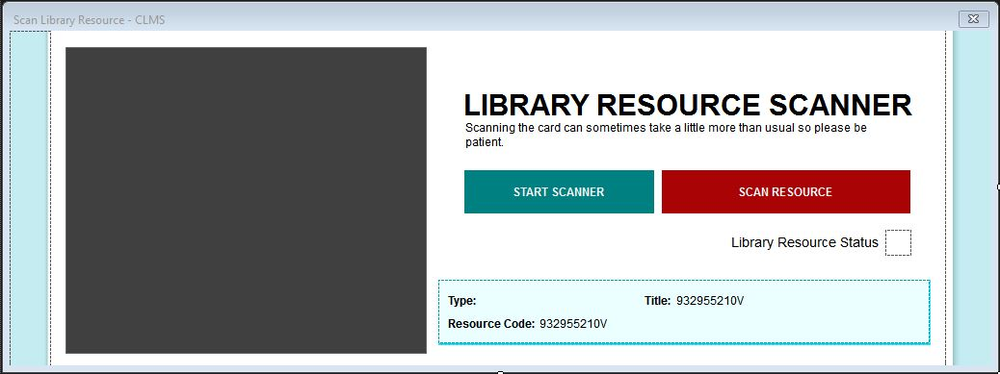 Scan Library Resource - CLMS
LIBRARY RESOURCE SCANNER
Scanning the card can sometimes take a little more than usual so please be
patient.
START SCANNER
SCAN RESOURCE
Library Resource Status
Type:
Title: 932955210V
Resource Code: 932955210V